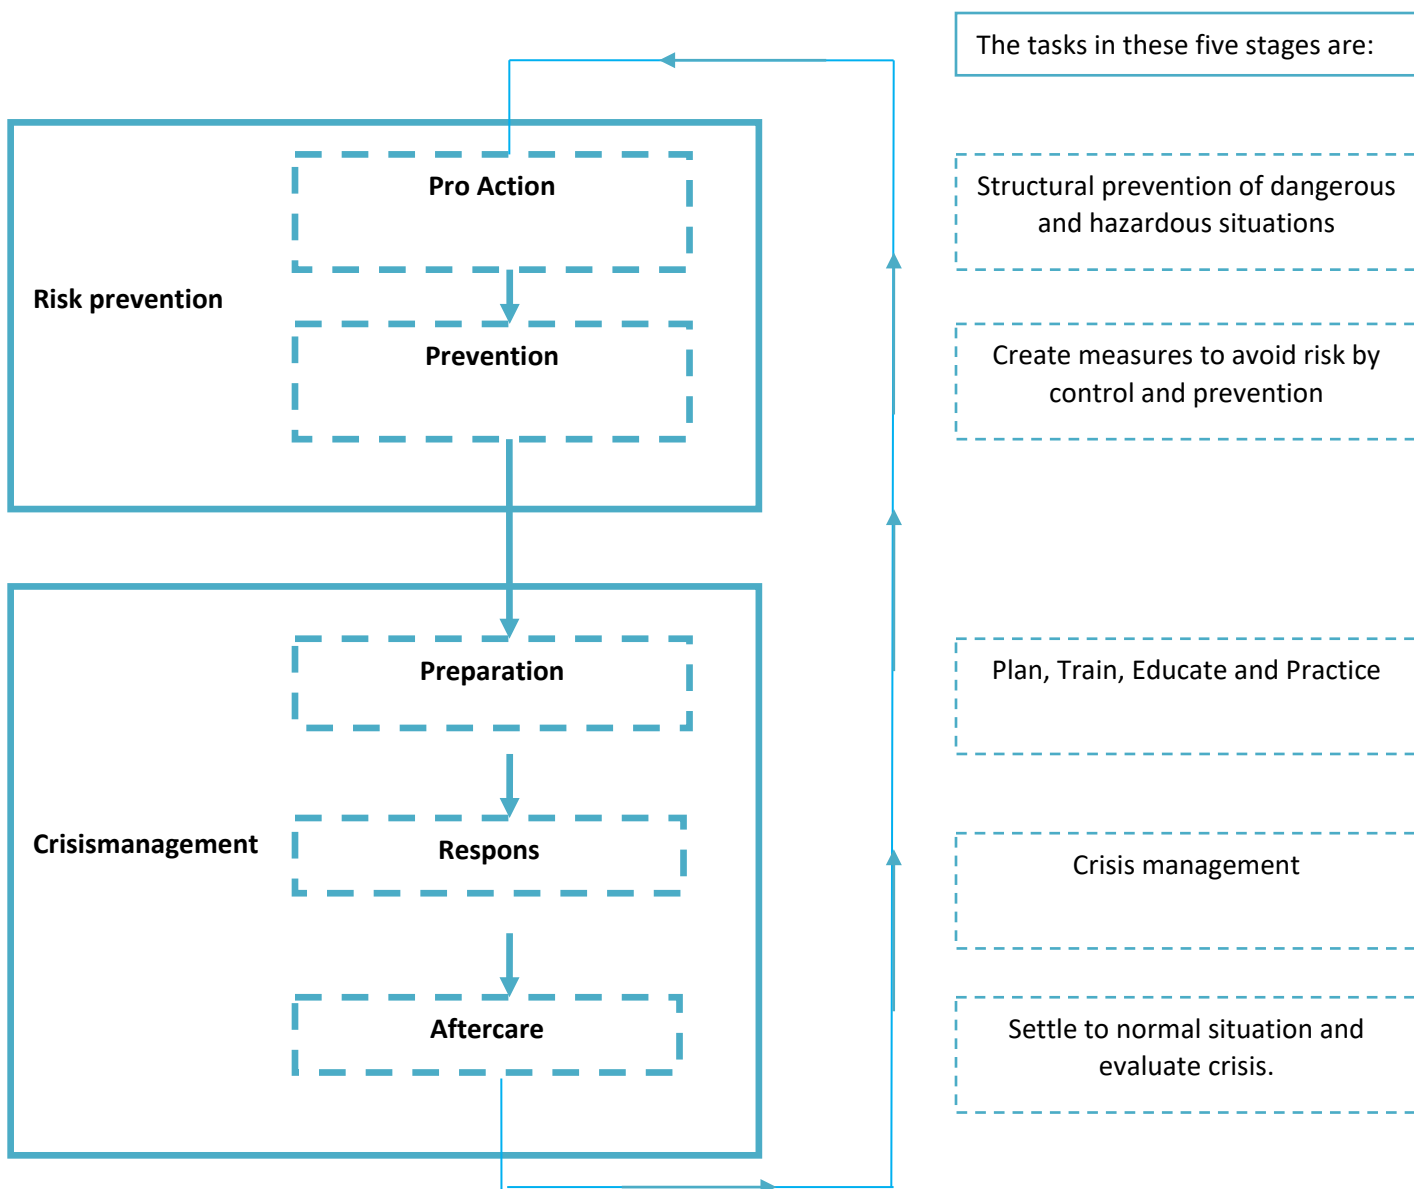 The tasks in these five stages are:
Risk prevention
Pro Action
Structural prevention of dangerous
and hazardous situations
Prevention
Create measures to avoid risk by
control and prevention
Crisismanagement
Preparation
Plan, Train, Educate and Practice
Respons
Crisis management
Aftercare
Settle to normal situation and
evaluate crisis.